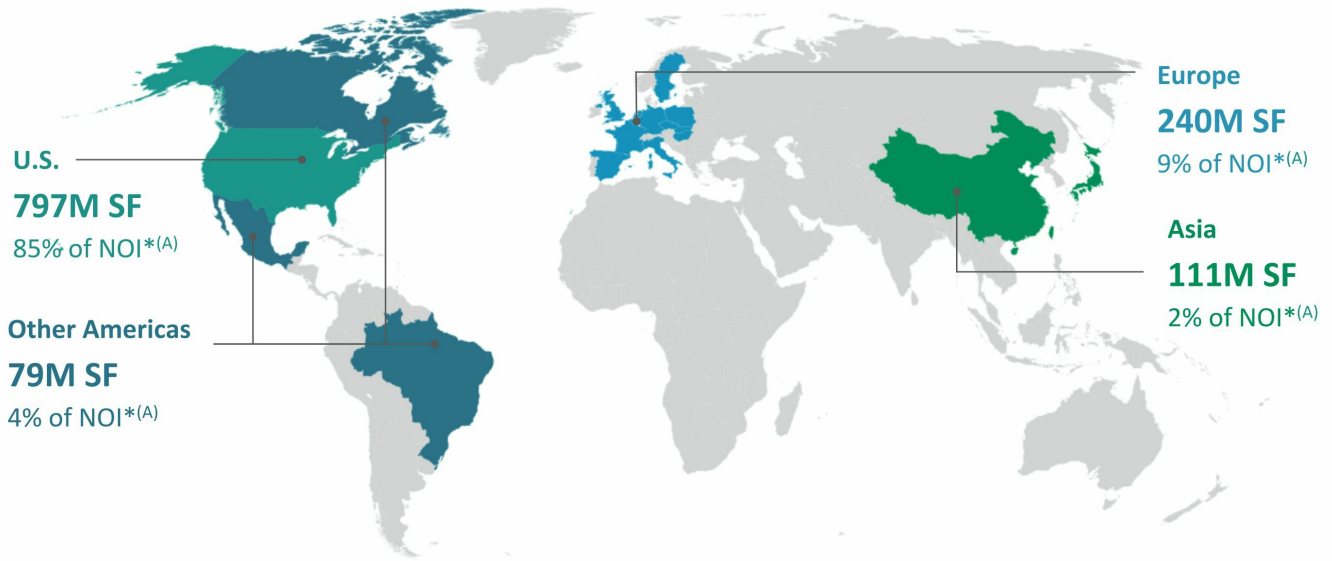 U.S.
797M SF
85% of NOI*(A)
Other Americas
79M SF
4% of NOI*(A)
Europe
240M SF
9% of NOI*(A)
Asia
111M SF
2% of NOI*(A)